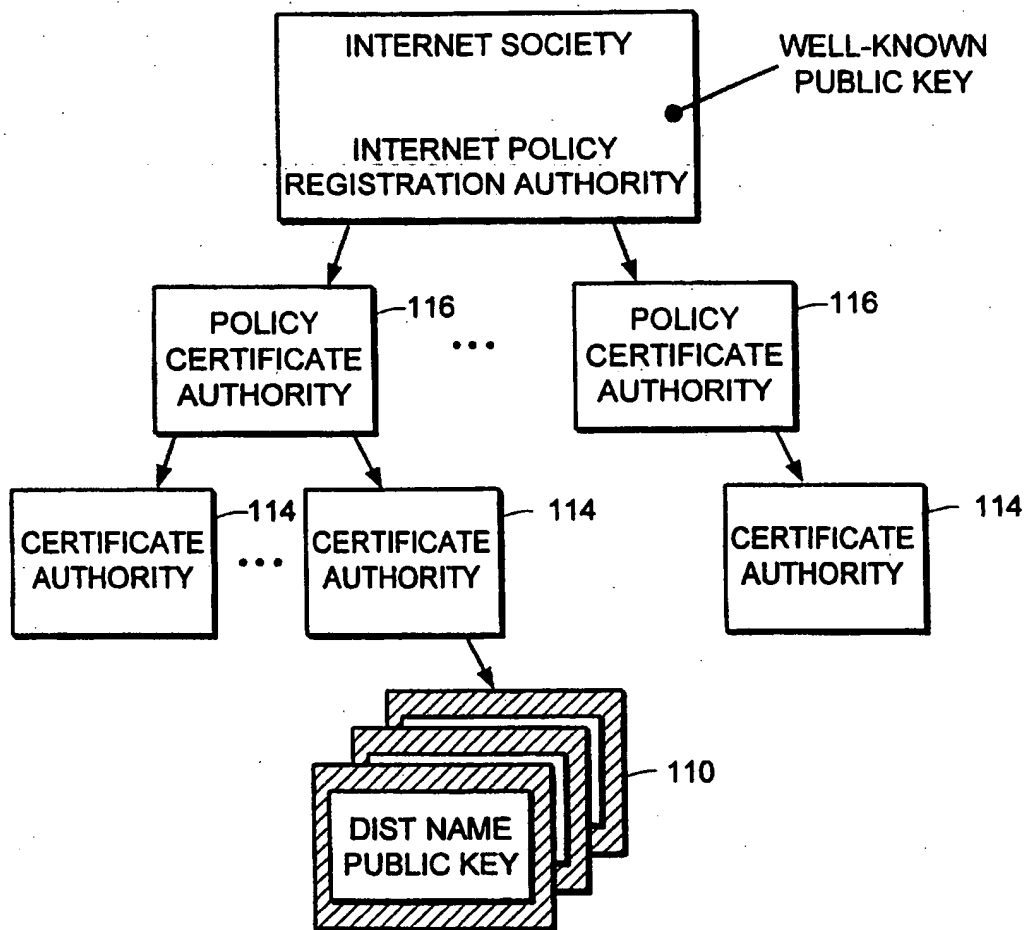 INTERNET SOCIETY
WELL-KNOWN
PUBLIC KEY
INTERNET POLICY
REGISTRATION AUTHORITY
POLICY
CERTIFICATE
AUTHORITY
116
•••
POLICY
CERTIFICATE
AUTHORITY
116
CERTIFICATE
AUTHORITY
114
•••
CERTIFICATE
AUTHORITY
114
CERTIFICATE
AUTHORITY
114
DIST NAME
PUBLIC KEY
110